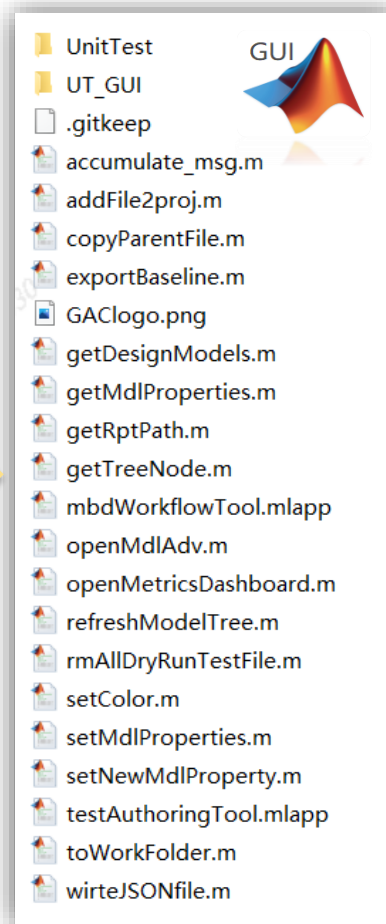 UnitTest
GUI
UT_GUI
.gitkeep
accumulate_msg.m
addFile2proj.m
copyParentFile.m
exportBaseline.m
GAClogo.png
getDesignModels.m
getMdlProperties.m
getRptPath.m
getTreeNode.m
mbdWorkflowTool.mlapp
openMdlAdv.m
openMetricsDashboard.m
refreshModelTree.m
rmAllDryRunTestFile.m
setColor.m
setMdlProperties.m
setNewMdlProperty.m
testAuthoringTool.mlapp
toWorkFolder.m
wirteJSONfile.m